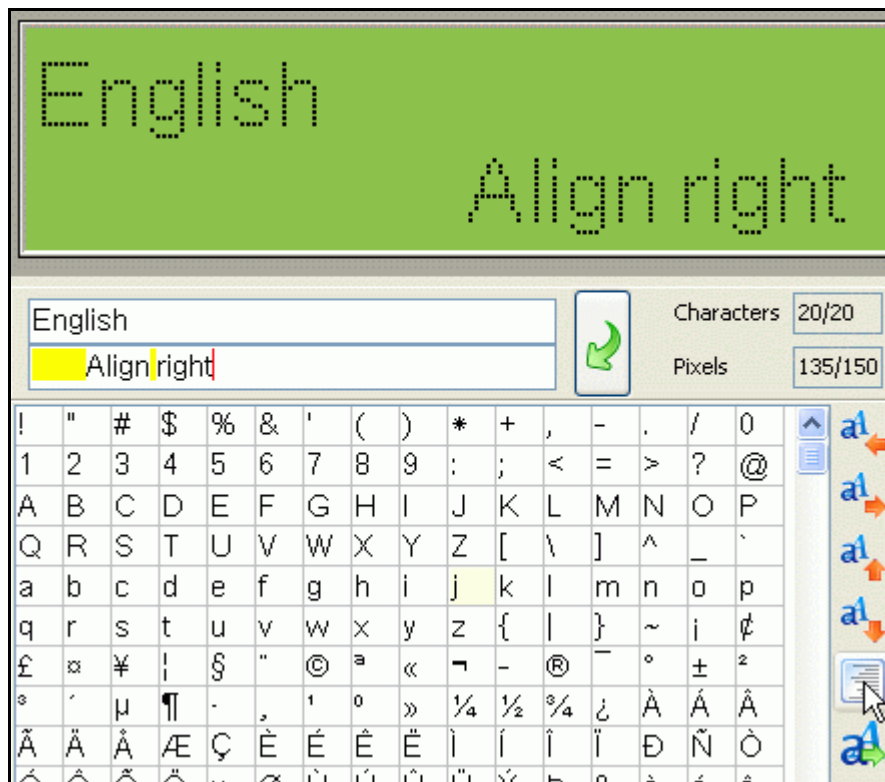 English
Align right
English
Align right
Characters 20/20
Pixels 135/150
! " # $ % & ' ( ) * + , - . / 0
1 2 3 4 5 6 7 8 9 : ; < = > ? @
A B C D E F G H I J K L M N O P
Q R S T U V W X Y Z [ \ ] ^ _ `
a b c d e f g h i j k l m n o p
q r s t u v w x y z { | } ~ ¡ ¢
£ ¤ ¥ ¦ § ¨ © ª « ¬ - ® ¯ ° ± ²
³ ´ µ ¶ · ¸ ¹ º » ¼ ½ ¾ ¿ À Á Â
Ã Ä Å Æ Ç È É Ê Ë Ì Í Î Ï Ð Ñ Ò